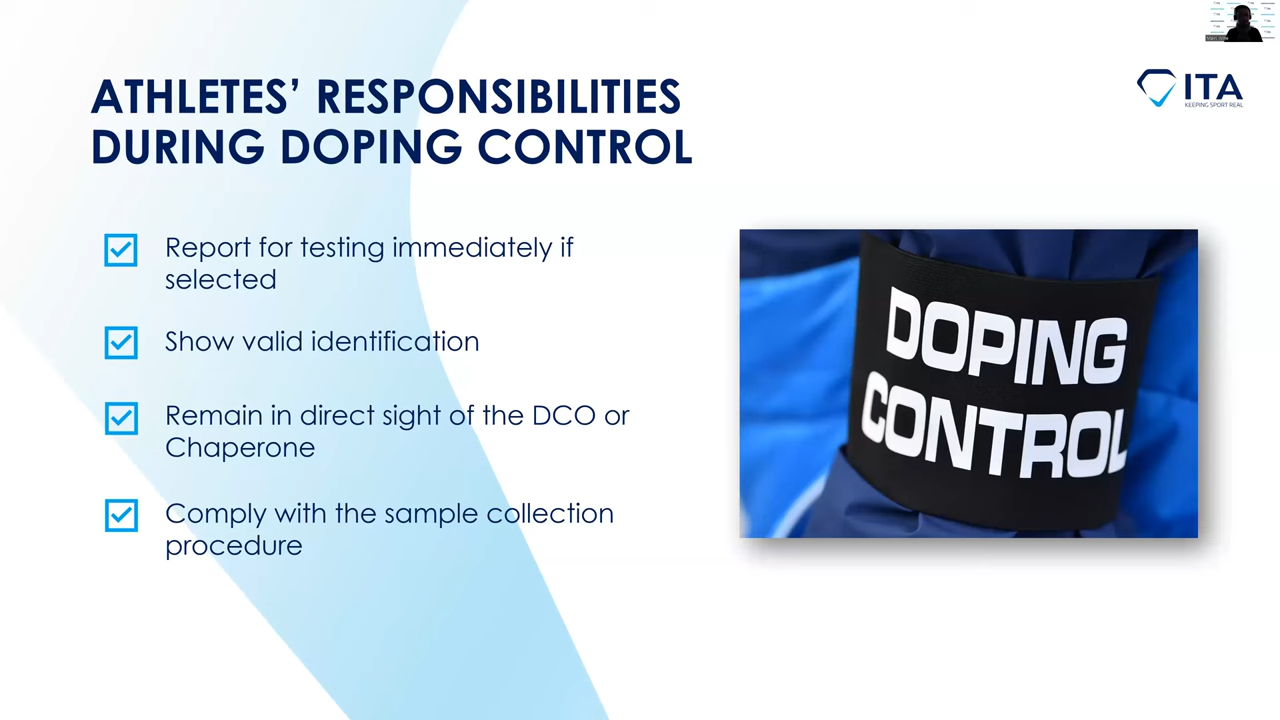 ATHLETES’ RESPONSIBILITIES
DURING DOPING CONTROL
ITA
KEEPING SPORT REAL
Report for testing immediately if
selected
Show valid identification
Remain in direct sight of the DCO or
Chaperone
Comply with the sample collection
procedure
DOPING
CONTROL